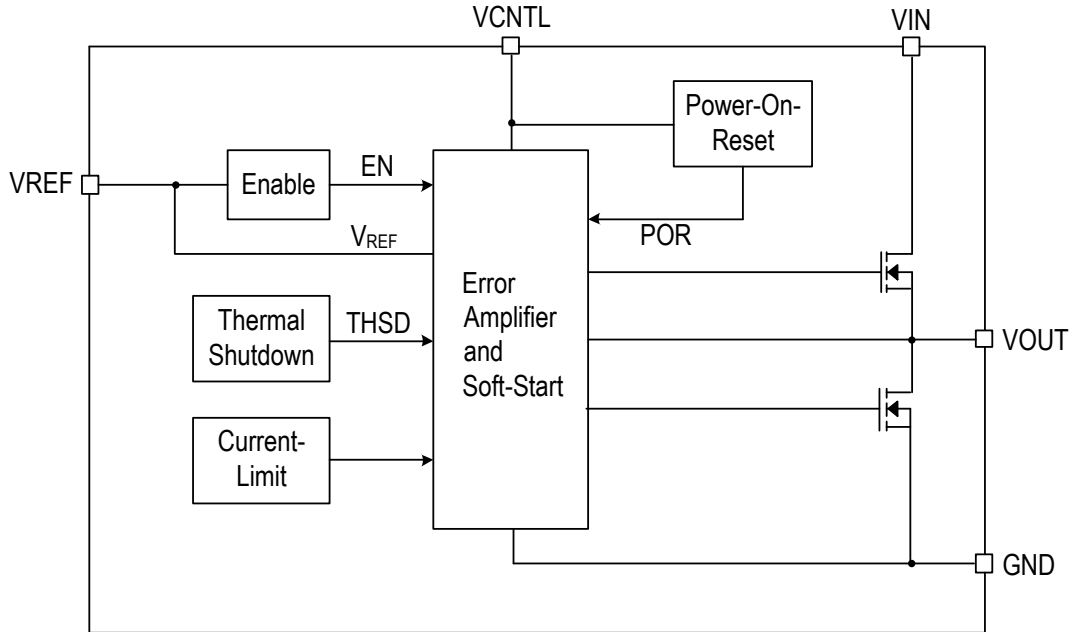 VCNTL
VIN
Power-On-
Reset
VREF
Enable
EN
POR
VREF
Error
Amplifier
and
Soft-Start
Thermal
Shutdown
THSD
VOUT
Current-
Limit
GND